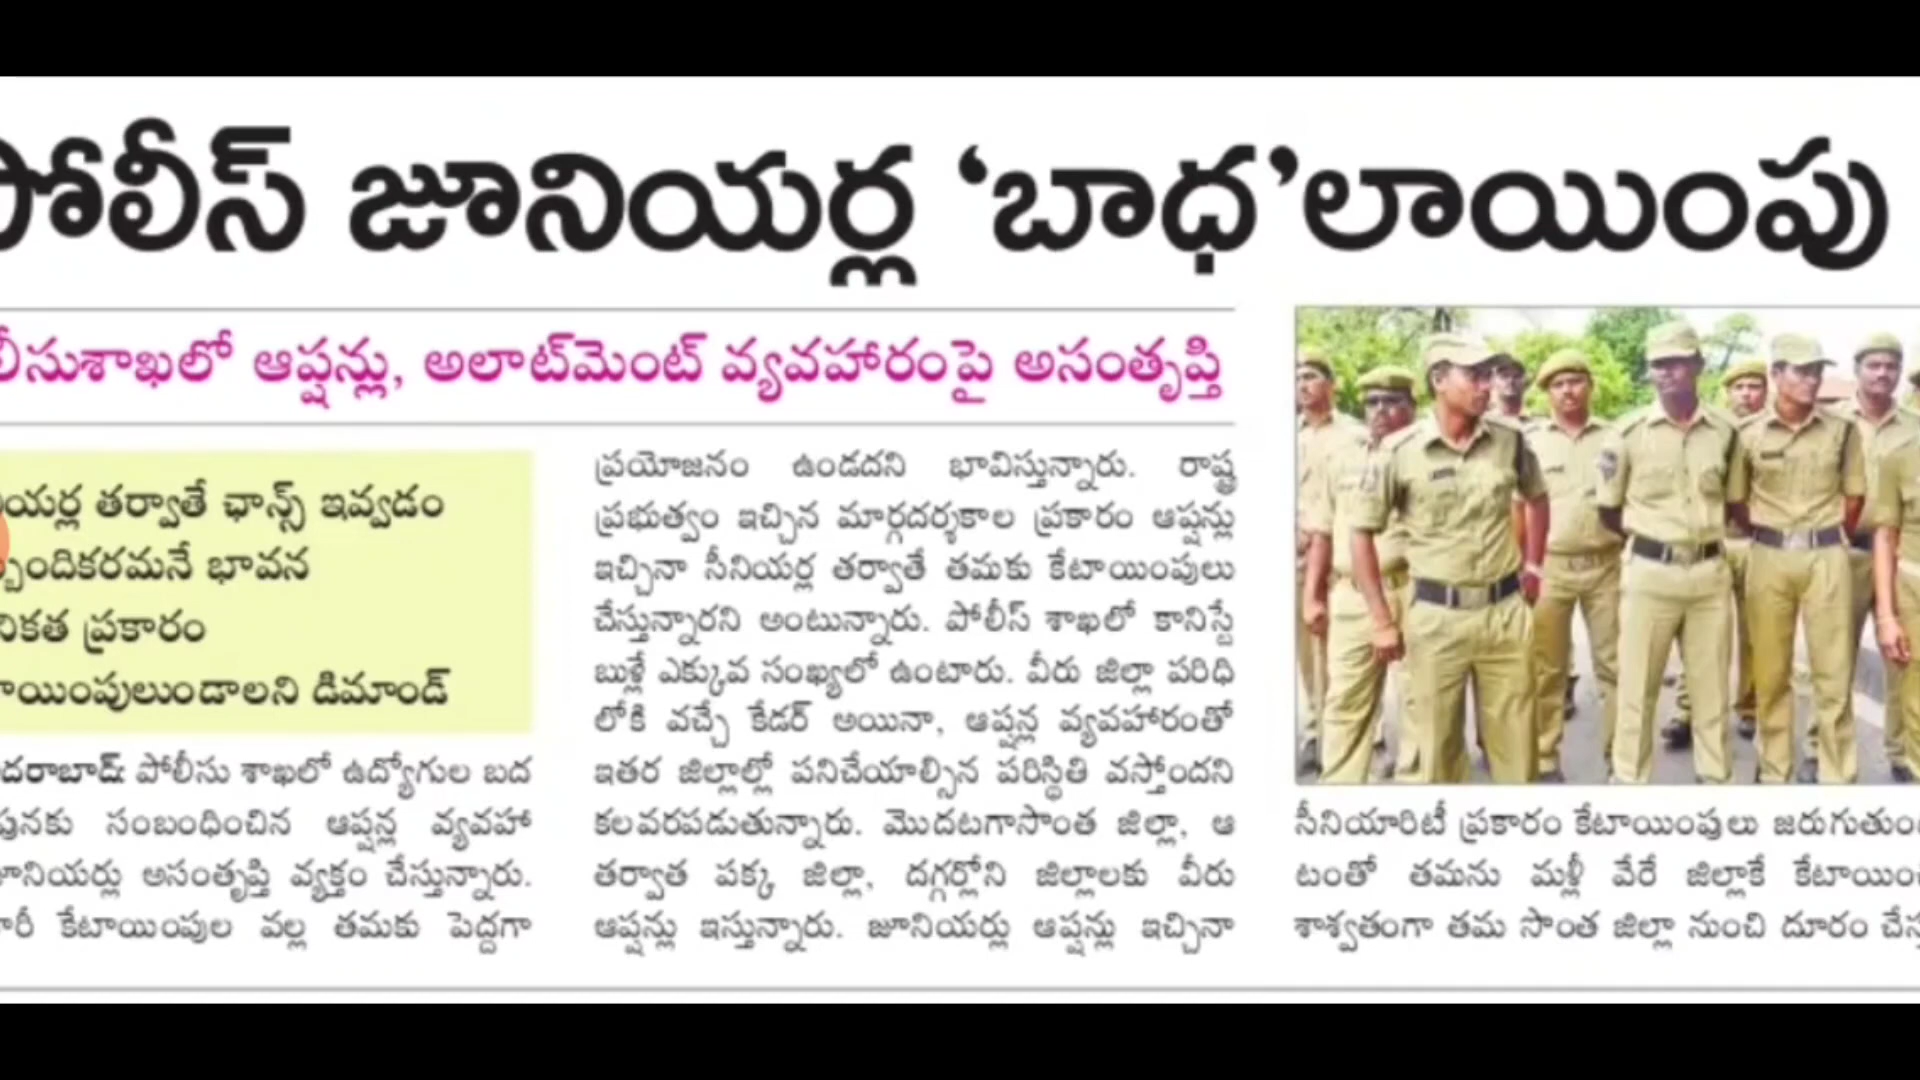 పోలీస్ జూనియర్ల ‘బాధ’లాయింపు
లీసుశాఖలో ఆప్షన్లు, అలాట్‌మెంట్ వ్యవహారంపై అసంతృప్తి
యర్ల తర్వాతే ఛాన్స్ ఇవ్వడం
బందికరమనే భావన
నికత ప్రకారం
ాయింపులుండాలని డిమాండ్
దరాబాద్: పోలీసు శాఖలో ఉద్యోగుల బద
పునకు సంబంధించిన ఆప్షన్ల వ్యవహా
జూనియర్లు అసంతృప్తి వ్యక్తం చేస్తున్నారు.
ారీ కేటాయింపుల వల్ల తమకు పెద్దగా
ప్రయోజనం ఉండదని భావిస్తున్నారు. రాష్ట్ర
ప్రభుత్వం ఇచ్చిన మార్గదర్శకాల ప్రకారం ఆప్షన్లు
ఇచ్చినా సీనియర్ల తర్వాతే తమకు కేటాయింపులు
చేస్తున్నారని అంటున్నారు. పోలీస్ శాఖలో కానిస్టే
బుళ్లే ఎక్కువ సంఖ్యలో ఉంటారు. వీరు జిల్లా పరిధి
లోకి వచ్చే కేడర్ అయినా, ఆప్షన్ల వ్యవహారంతో
ఇతర జిల్లాల్లో పనిచేయాల్సిన పరిస్థితి వస్తోందని
కలవరపడుతున్నారు. మొదటగాసొంత జిల్లా, ఆ
తర్వాత పక్క జిల్లా, దగ్గర్లోని జిల్లాలకు వీరు
ఆప్షన్లు ఇస్తున్నారు. జూనియర్లు ఆప్షన్లు ఇచ్చినా
సీనియారిటీ ప్రకారం కేటాయింపులు జరుగుతుం
టంతో తమను మళ్లీ వేరే జిల్లాకే కేటాయిం
శాశ్వతంగా తమ సొంత జిల్లా నుంచి దూరం చేస్